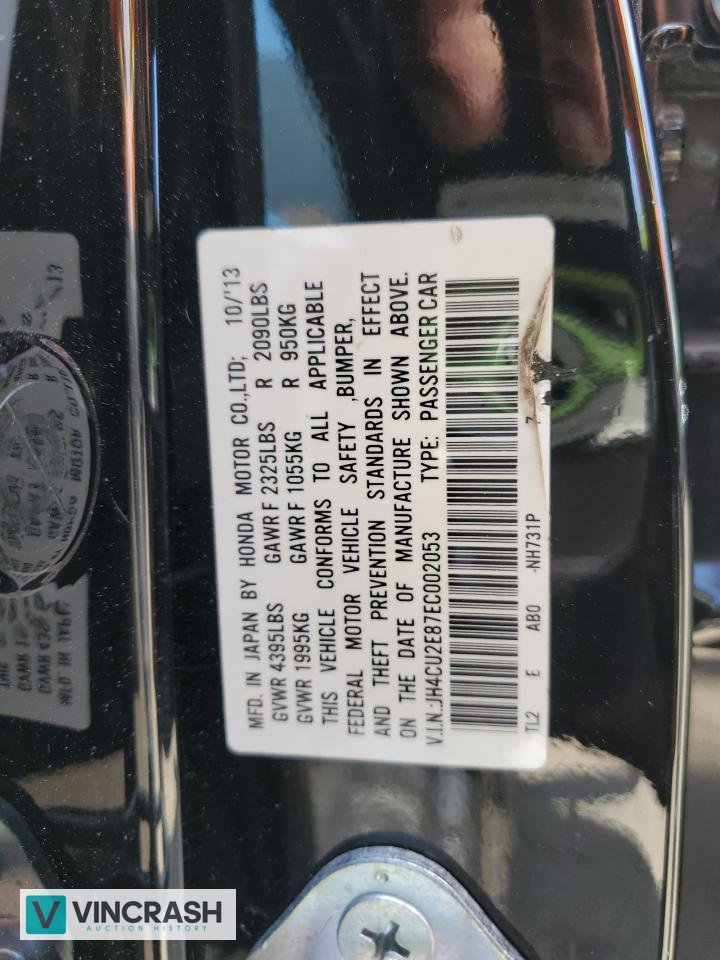 MFD. IN JAPAN BY HONDA MOTOR CO.,LTD; 10/'13
GVWR 4395LBS GAWR F 2325LBS R 2090LBS
GVWR 1995KG GAWR F 1055KG R 950KG
THIS VEHICLE CONFORMS TO ALL APPLICABLE
FEDERAL MOTOR VEHICLE SAFETY ,BUMPER,
AND THEFT PREVENTION STANDARDS IN EFFECT
ON THE DATE OF MANUFACTURE SHOWN ABOVE.
V.I.N.:JH4CU2E87EC002053 TYPE: PASSENGER CAR
TL2 E AB0 -NH731P 7
V VINCRASH
AUCTION HISTORY